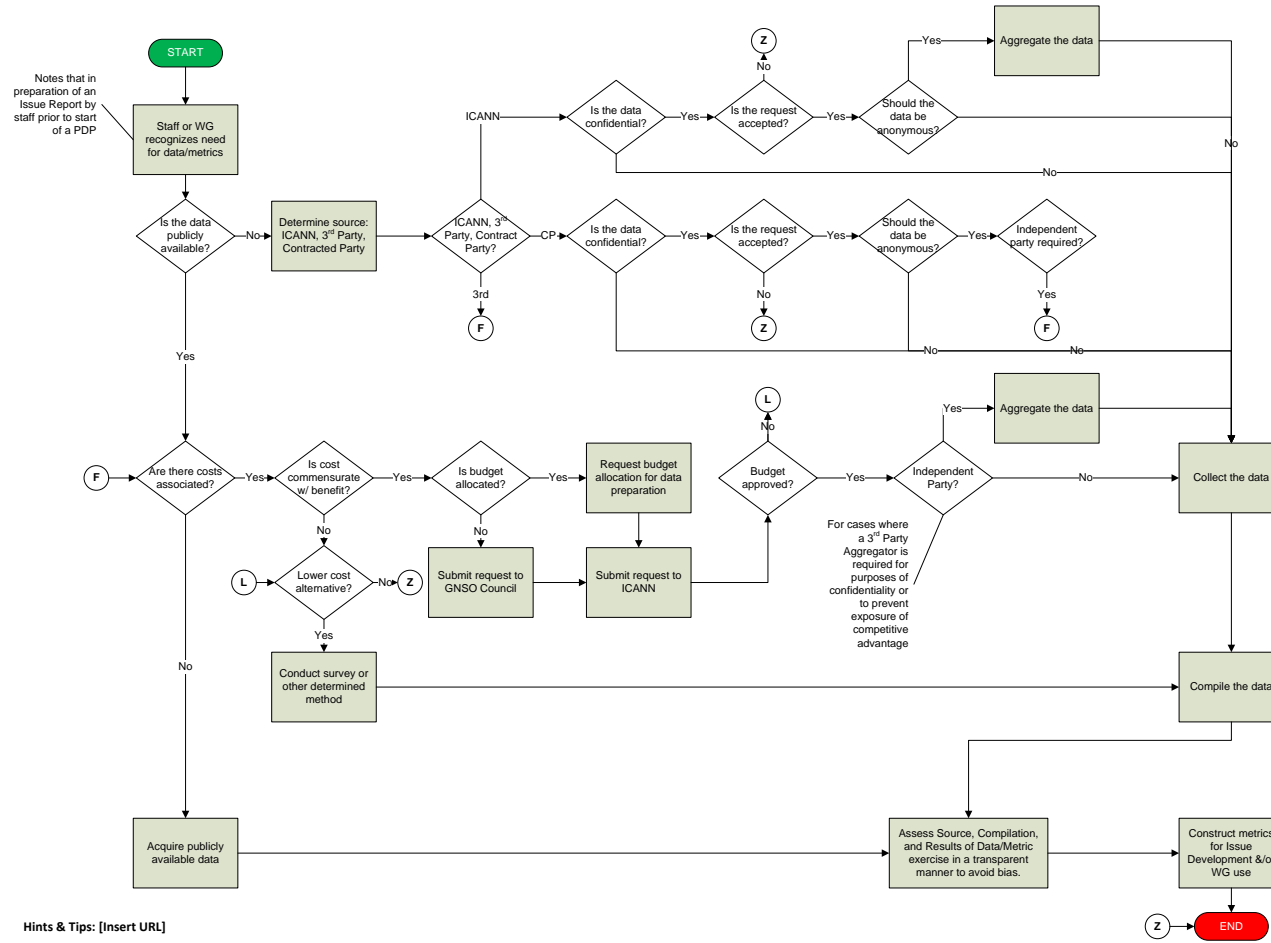 START
Notes that in
preparation of an
Issue Report by
staff prior to start
of a PDP
Staff or WG
recognizes need
for data/metrics
Is the data
publicly
available?
No
Determine source:
ICANN, 3rd Party,
Contracted Party
ICANN, 3rd
Party, Contract
Party?
ICANN
Is the data
confidential?
Yes
Is the request
accepted?
No
Z
Yes
Should the
data be
anonymous?
Yes
Aggregate the data
No
No
CP
Is the data
confidential?
Yes
Is the request
accepted?
Yes
Should the
data be
anonymous?
Yes
Independent
party required?
3rd
F
No
Z
Yes
F
No
No
Yes
F
Are there costs
associated?
Yes
Is cost
commensurate
w/ benefit?
Yes
Is budget
allocated?
Yes
Request budget
allocation for data
preparation
L
No
Budget
approved?
Yes
Independent
Party?
Yes
Aggregate the data
No
Collect the data
No
No
L
Lower cost
alternative?
No
Z
Submit request to
GNSO Council
Submit request to
ICANN
For cases where
a 3rd Party
Aggregator is
required for
purposes of
confidentiality or
to prevent
exposure of
competitive
advantage
Yes
Conduct survey or
other determined
method
Compile the data
No
Acquire publicly
available data
Assess Source, Compilation,
and Results of Data/Metric
exercise in a transparent
manner to avoid bias.
Construct metrics
for Issue
Development &/o
WG use
Hints & Tips: [Insert URL]
Z
END